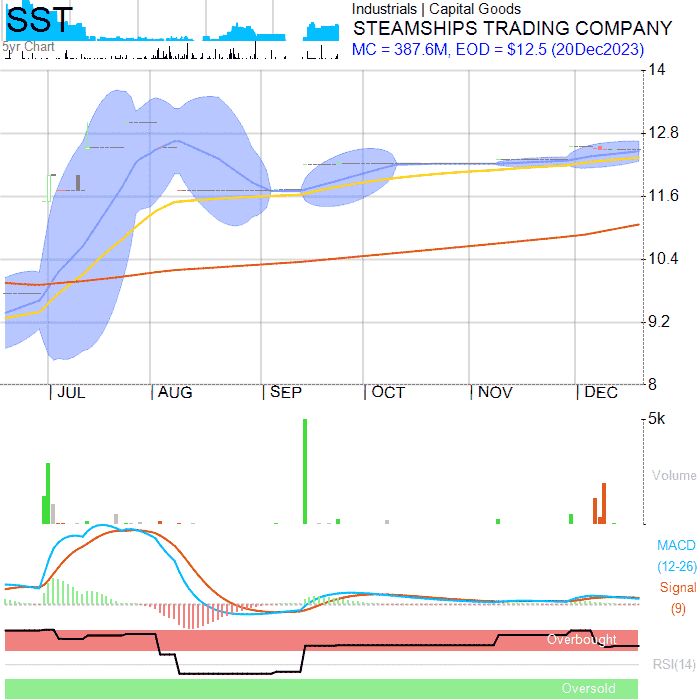 SST
Industrials | Capital Goods
STEAMSHIPS TRADING COMPANY
5yr Chart
MC = 387.6M, EOD = $12.5 (20Dec2023)
14
12.8
11.6
10.4
9.2
8
JUL
AUG
SEP
OCT
NOV
DEC
5k
Volume
MACD
(12-26)
Signal
(9)
Overbought
RSI(14)
Oversold